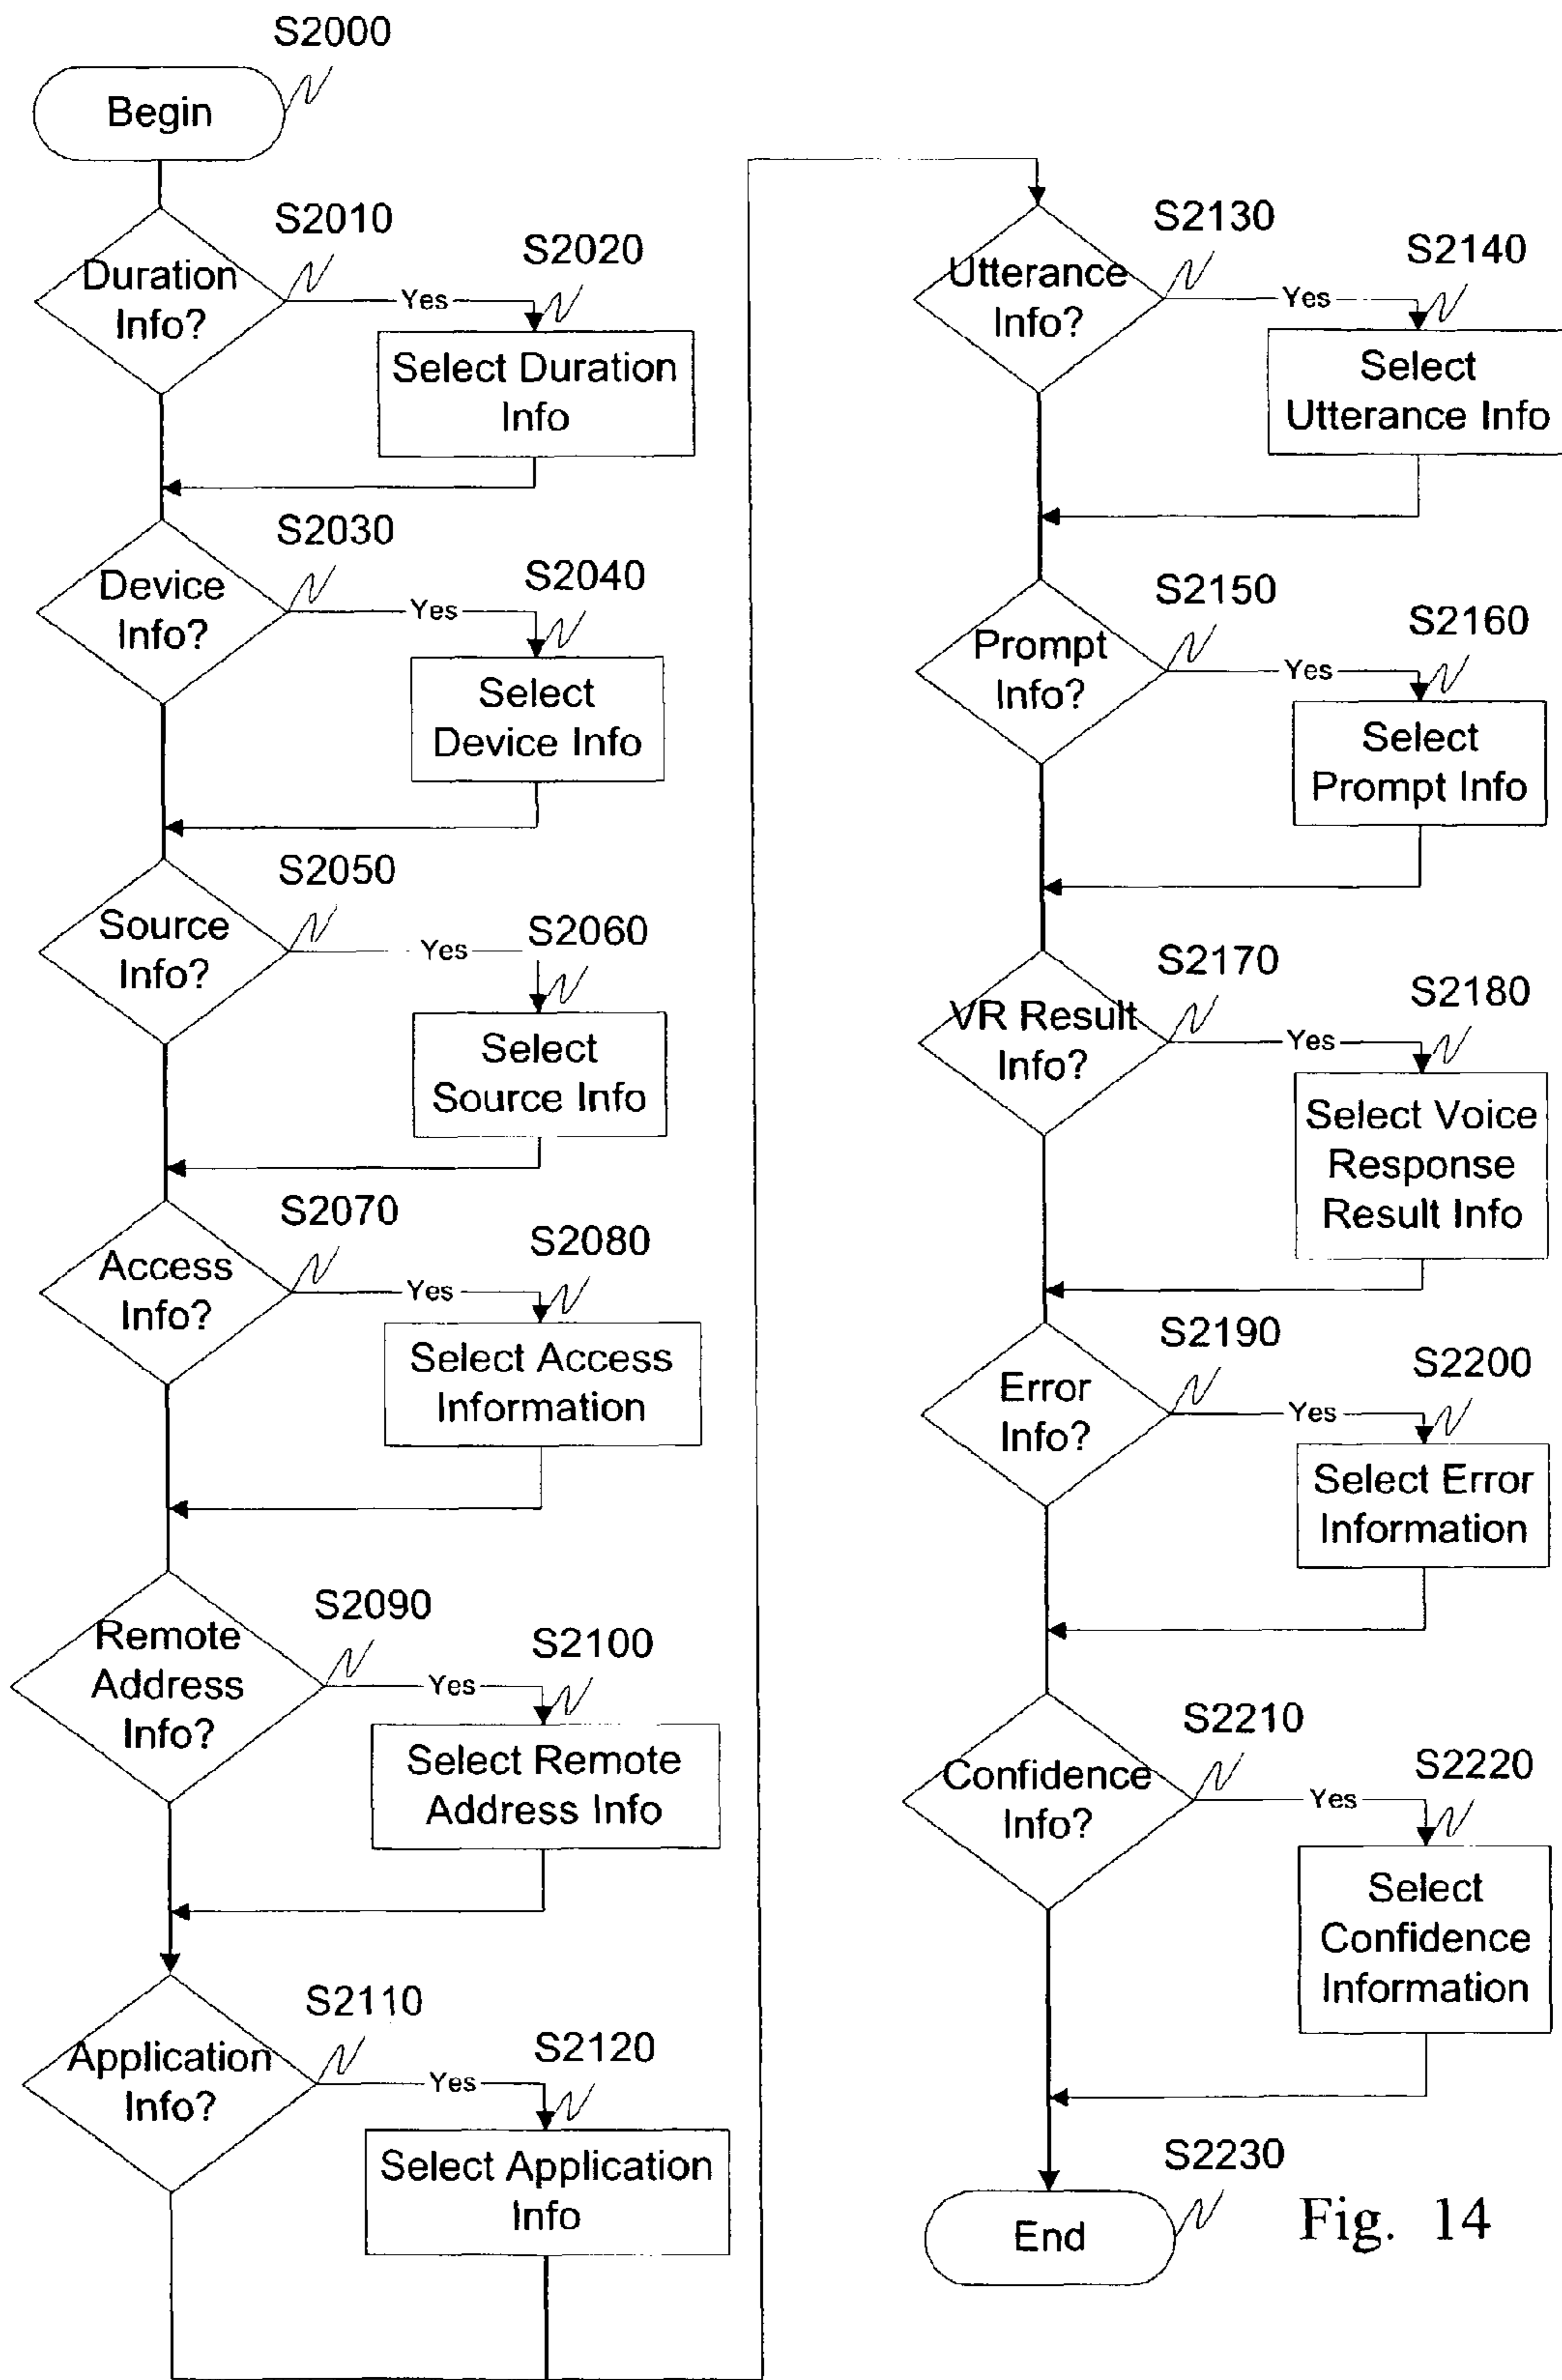 S2000
Begin
S2010
Duration
Info?
Yes
S2020
Select Duration
Info
S2030
Device
Info?
Yes
S2040
Select
Device Info
S2050
Source
Info?
Yes
S2060
Select
Source Info
S2070
Access
Info?
Yes
S2080
Select Access
Information
S2090
Remote
Address
Info?
Yes
S2100
Select Remote
Address Info
S2110
Application
Info?
Yes
S2120
Select Application
Info
S2130
Utterance
Info?
Yes
S2140
Select
Utterance Info
S2150
Prompt
Info?
Yes
S2160
Select
Prompt Info
S2170
VR Result
Info?
Yes
S2180
Select Voice
Response
Result Info
S2190
Error
Info?
Yes
S2200
Select Error
Information
S2210
Confidence
Info?
Yes
S2220
Select
Confidence
Information
S2230
End
Fig. 14